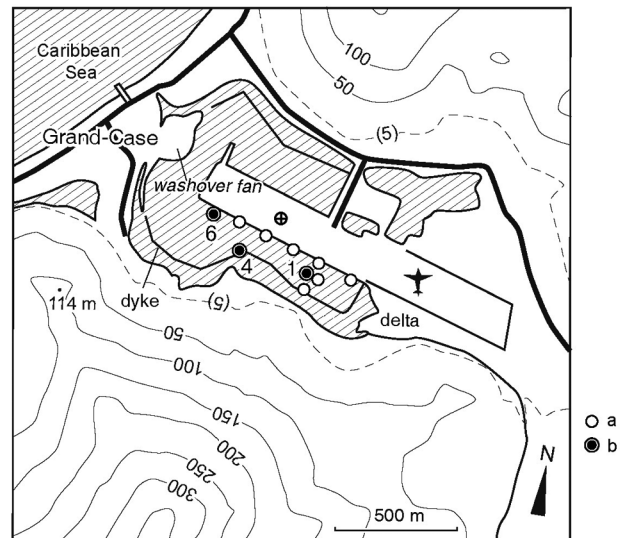 Caribbean
Sea
100
50
(5)
Grand-Case
washover fan
6
4
1
114 m
dyke
(5)
delta
50
100
150
200
250
300
a
b
N
500 m